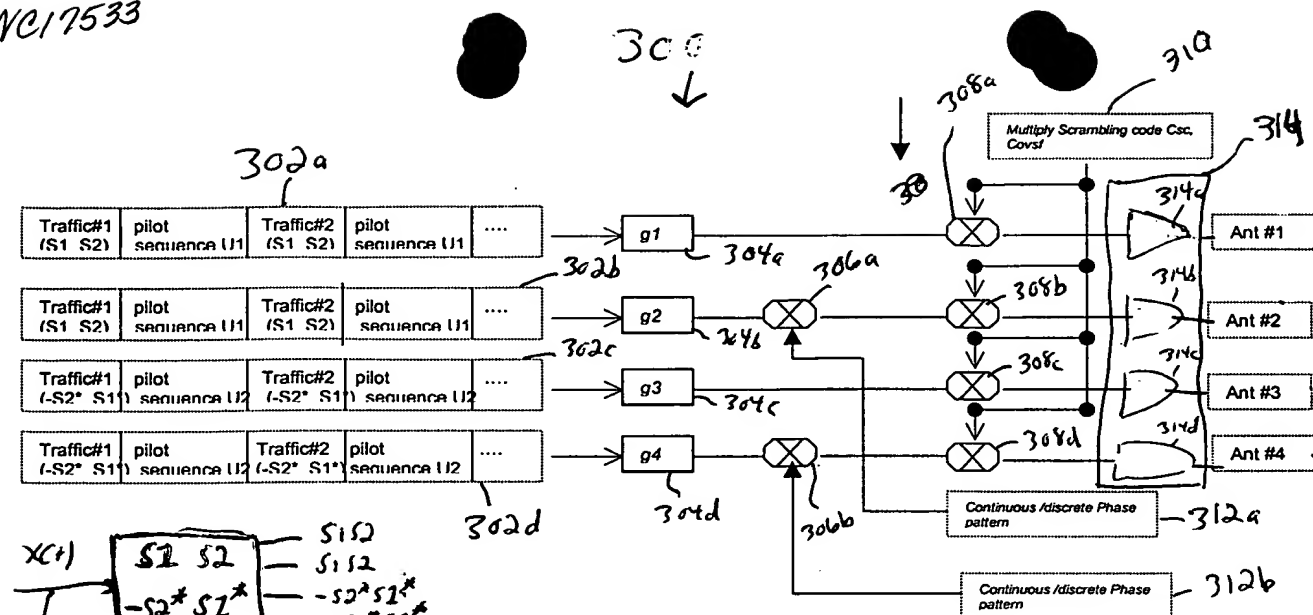 NC17533
300
310
308a
Multiply Scrambling code Csc,
Covsf
314
302a
30
314a
Traffic#1 pilot Traffic#2 pilot ....
(S1 S2) sequence U1 (S1 S2) sequence U1
g1
304a
Ant #1
302b
306a
314b
308b
Traffic#1 pilot Traffic#2 pilot ....
(S1 S2) sequence U1 (S1 S2) sequence U1
g2
304b
Ant #2
302c
314c
308c
Traffic#1 pilot Traffic#2 pilot ....
(-S2* S1*) sequence U2 (-S2* S1*) sequence U2
g3
304c
Ant #3
314d
308d
Traffic#1 pilot Traffic#2 pilot ....
(-S2* S1*) sequence U2 (-S2* S1*) sequence U2
g4
Ant #4
302d
304d
306b
Continuous /discrete Phase
pattern
312a
X(t)
S1 S2
-S2* S1*
S1S2
S1S2
-S2* S1*
Continuous /discrete Phase
pattern
312b